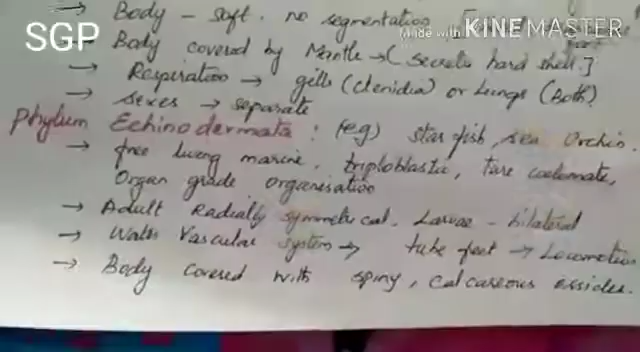 → Body - soft. no segmentation
SGP
Made with KINEMASTER
→ Body covered by Mantle → [secrete hard shell.]
→ Respiration → gills (ctenidia) or Lungs (Both)
→ sexes → separate
Phylum Echinodermata: (eg) star fish, sea Orchin.
→ free living marine, triploblastic, True coelomate,
Organ grade organisation
→ Adult Radially symmetrical. Larvae - bilateral
→ Water Vascular system → tube feet → Locomotion
→ Body covered with spiny, calcareous ossicles.